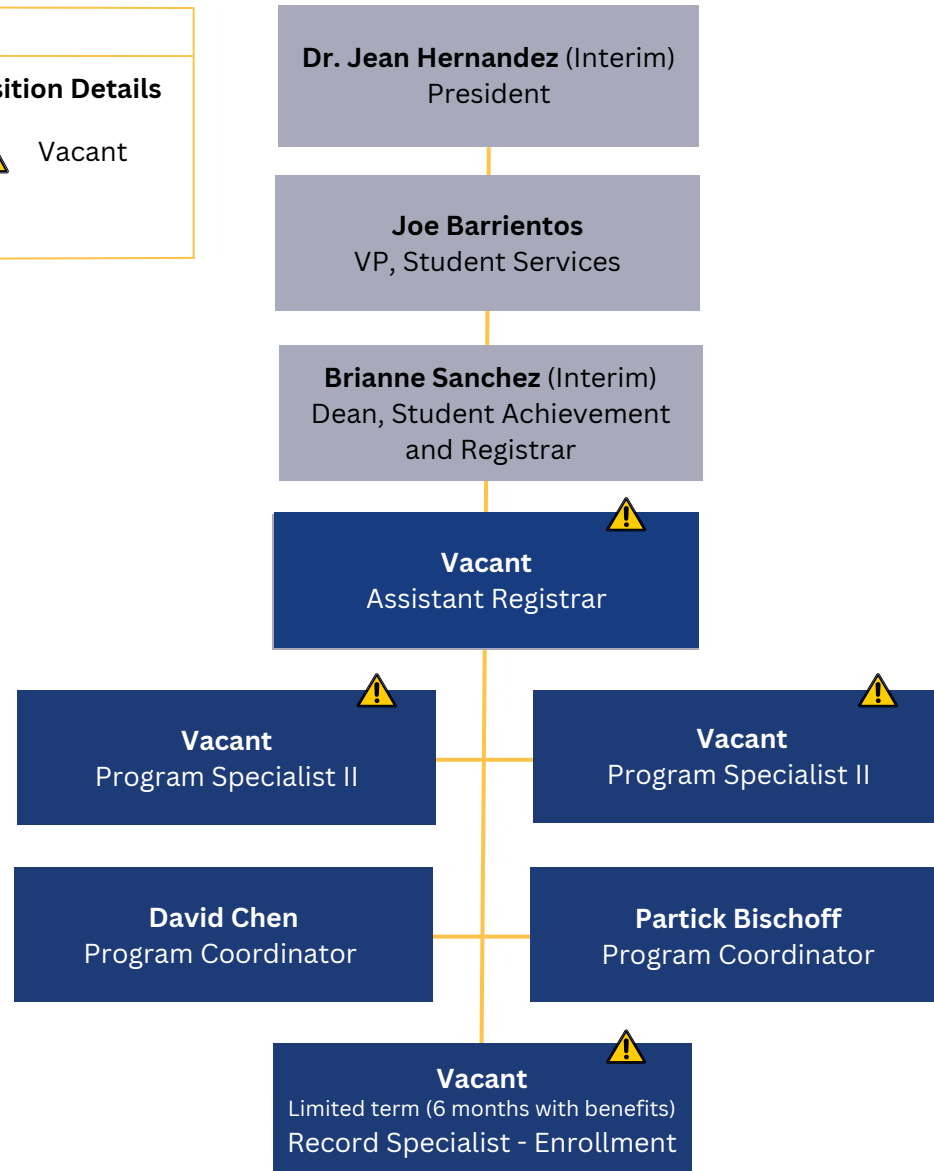 Dr. Jean Hernandez (Interim)
President
Details
Vacant
Joe Barrientos
VP, Student Services
Brianne Sanchez (Interim)
Dean, Student Achievement
and Registrar
Vacant
Assistant Registrar
Vacant
Program Specialist II
Vacant
Program Specialist II
David Chen
Program Coordinator
Partick Bischoff
Program Coordinator
Vacant
Limited term (6 months with benefits)
Record Specialist - Enrollment